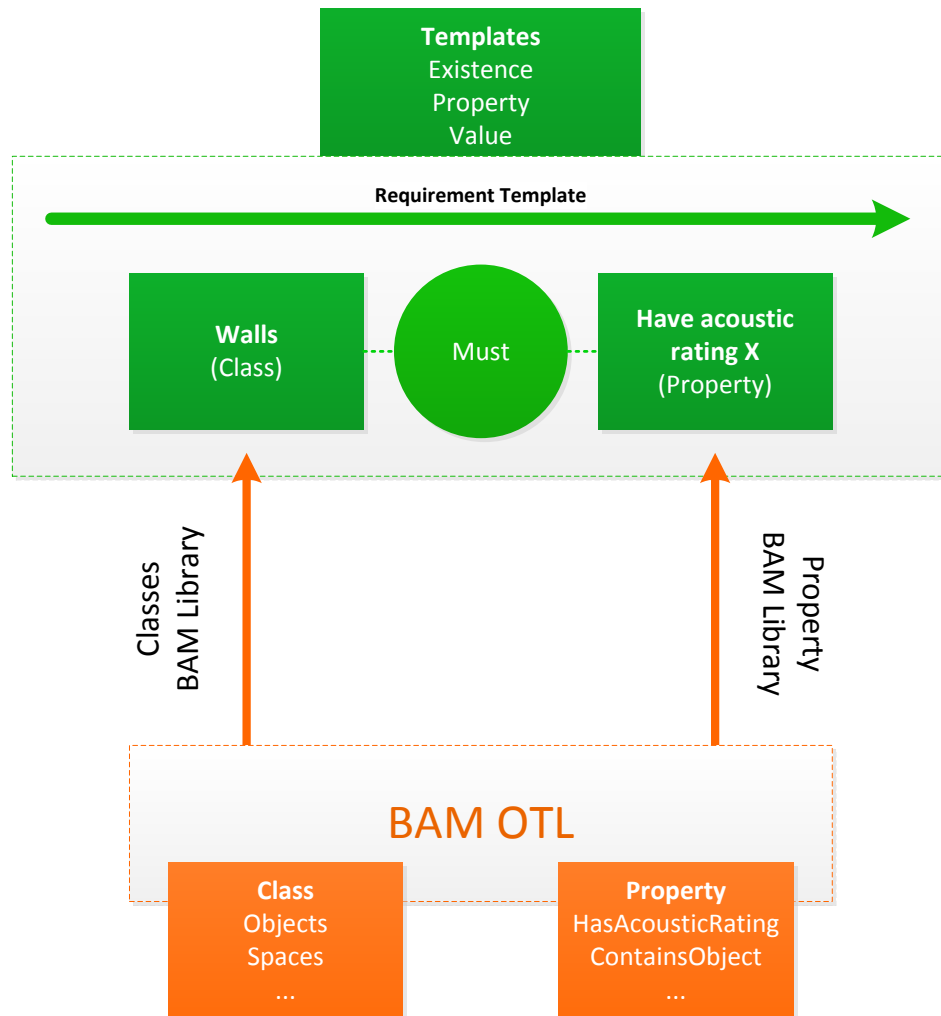 Templates
Existence
Property
Value
Requirement Template
Walls
(Class)
Must
Have acoustic
rating X
(Property)
Classes
BAM Library
Property
BAM Library
BAM OTL
Class
Objects
Spaces
...
Property
HasAcousticRating
ContainsObject
...